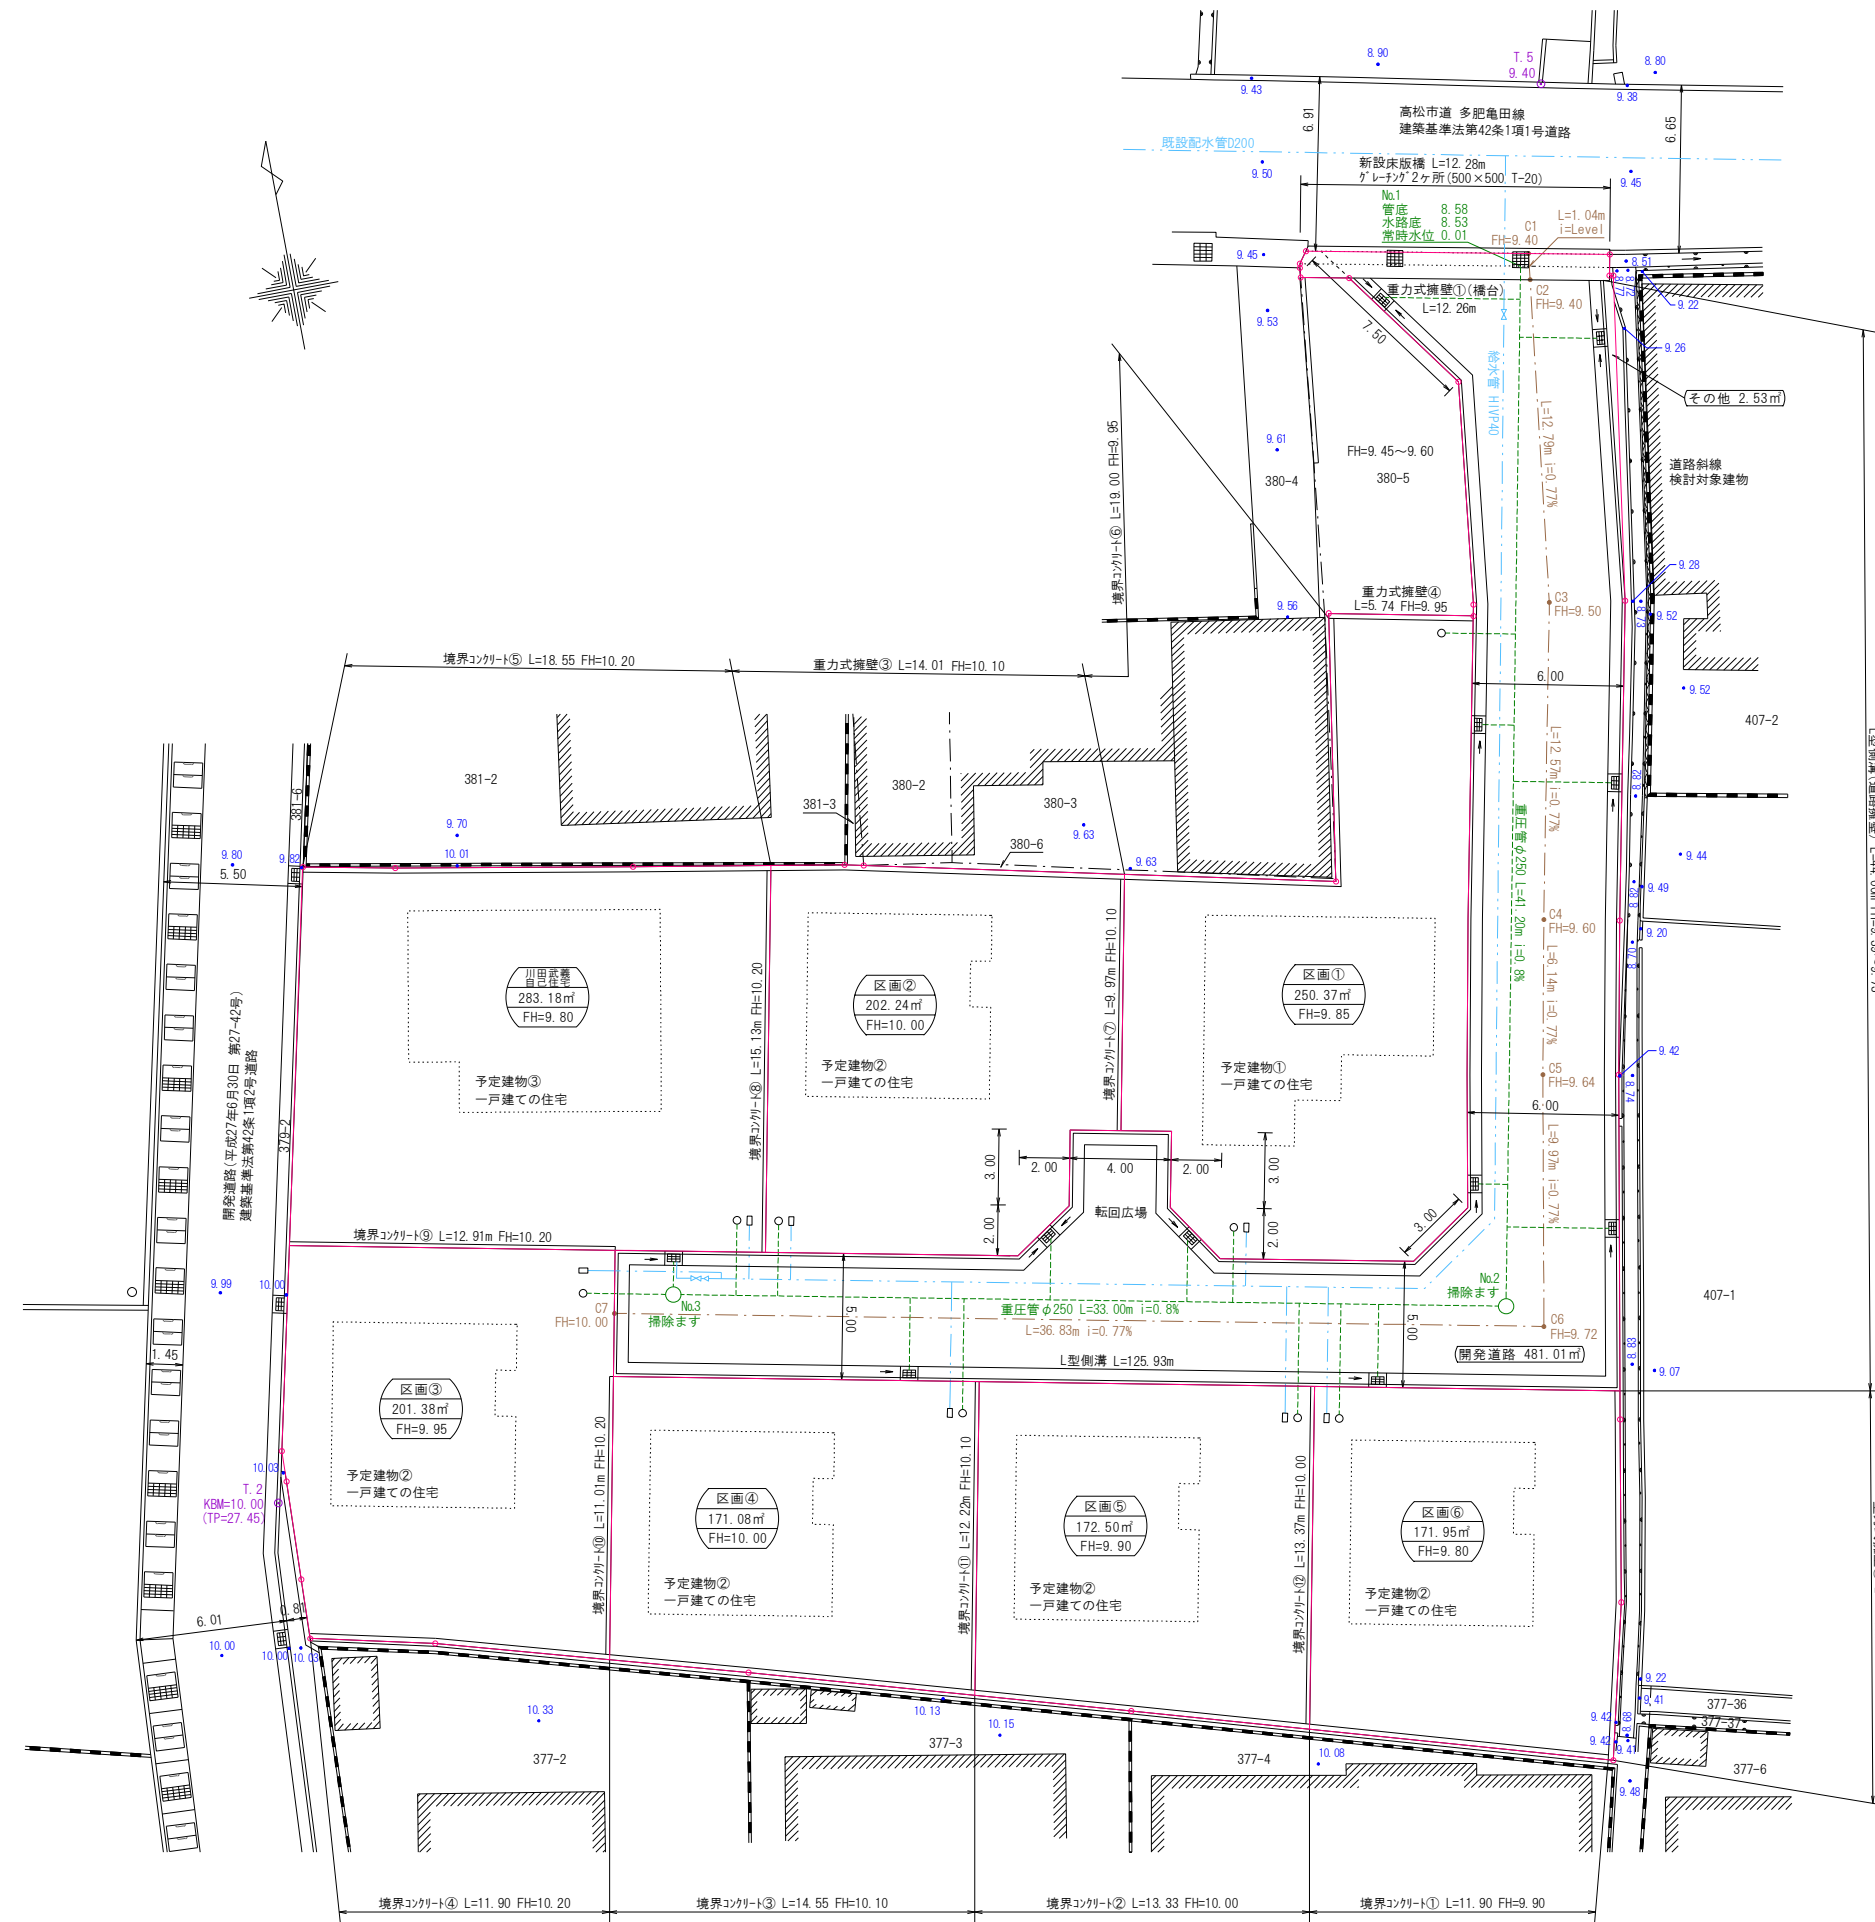 8.90
T.5
9.40
8.80
9.43
9.38
6.91
高松市道 多肥亀田線
建築基準法第42条1項1号道路
6.65
既設配水管D200
9.50
新設床版橋 L=12.28m
グレーチング2ヶ所(500×500 T-20)
9.45
No.1
管底 8.58
水路底 8.53
常時水位 0.01
C1
FH=9.40
L=1.04m
i=Level
9.45
8.51
8.77
重力式擁壁①(橋台)
L=12.26m
C2
FH=9.40
9.22
9.53
7.50
9.26
給水管 HIVP40
その他 2.53㎡
境界コンクリート⑥ L=19.00 FH=9.95
9.61
380-4
FH=9.45～9.60
380-5
L=12.79m i=0.77%
道路斜線
検討対象建物
9.28
重力式擁壁④
L=5.74 FH=9.95
9.56
C3
FH=9.50
8.73
9.52
境界コンクリート⑤ L=18.55 FH=10.20
重力式擁壁③ L=14.01 FH=10.10
6.00
9.52
407-2
381-2
380-2
381-3
380-3
380-6
381-6
L=12.57m i=0.77%
8.82
重圧管φ250 L=41.20m i=0.8%
9.70
10.01
9.63
9.63
9.80
9.82
5.50
9.44
8.82
9.49
C4
FH=9.60
9.20
8.70
川田武義
自己住宅
283.18㎡
FH=9.80
区画②
202.24㎡
FH=10.00
区画①
250.37㎡
FH=9.85
境界コンクリート⑧ L=15.13m FH=10.20
境界コンクリート⑦ L=9.97m FH=10.10
L=6.14m i=0.77%
開発道路(平成27年6月30日 第27-42号)
建築基準法第42条1項2号道路
379-2
予定建物③
一戸建ての住宅
予定建物②
一戸建ての住宅
予定建物①
一戸建ての住宅
9.42
C5
FH=9.64
8.74
6.00
L=9.97m i=0.77%
3.00
2.00
4.00
2.00
3.00
2.00
転回広場
2.00
3.00
境界コンクリート⑨ L=12.91m FH=10.20
9.99
10.00
C7
FH=10.00
No.3
掃除ます
5.00
重圧管φ250 L=33.00m i=0.8%
L=36.83m i=0.77%
No.2
掃除ます
5.00
C6
FH=9.72
407-1
L型側溝 L=125.93m
開発道路 481.01㎡
8.83
9.07
1.45
区画③
201.38㎡
FH=9.95
予定建物②
一戸建ての住宅
境界コンクリート⑩ L=11.01m FH=10.20
境界コンクリート⑪ L=12.22m FH=10.10
境界コンクリート⑫ L=13.37m FH=10.00
10.03
T.2
KBM=10.00
(TP=27.45)
区画④
171.08㎡
FH=10.00
予定建物②
一戸建ての住宅
区画⑤
172.50㎡
FH=9.90
予定建物②
一戸建ての住宅
区画⑥
171.95㎡
FH=9.80
予定建物②
一戸建ての住宅
6.01
0.81
10.00
10.00
10.03
9.22
9.41
377-36
377-37
10.33
10.13
10.15
9.42
8.68
9.42
9.41
377-2
377-3
377-4
10.08
377-6
9.48
境界コンクリート④ L=11.90 FH=10.20
境界コンクリート③ L=14.55 FH=10.10
境界コンクリート② L=13.33 FH=10.00
境界コンクリート① L=11.90 FH=9.90